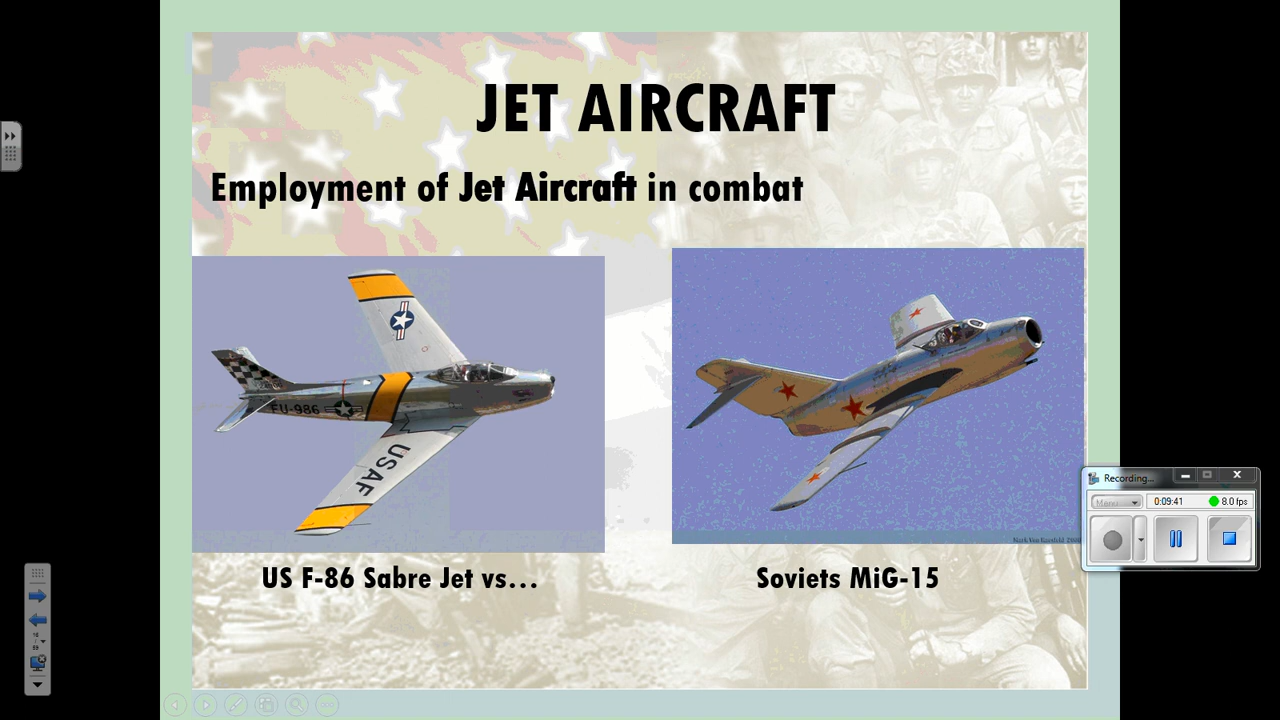 JET AIRCRAFT
Employment of Jet Aircraft in combat
FU-986
USAF
US F-86 Sabre Jet vs...
Soviets MiG-15
Recording...
Menu
0:09:41
8.0 fps